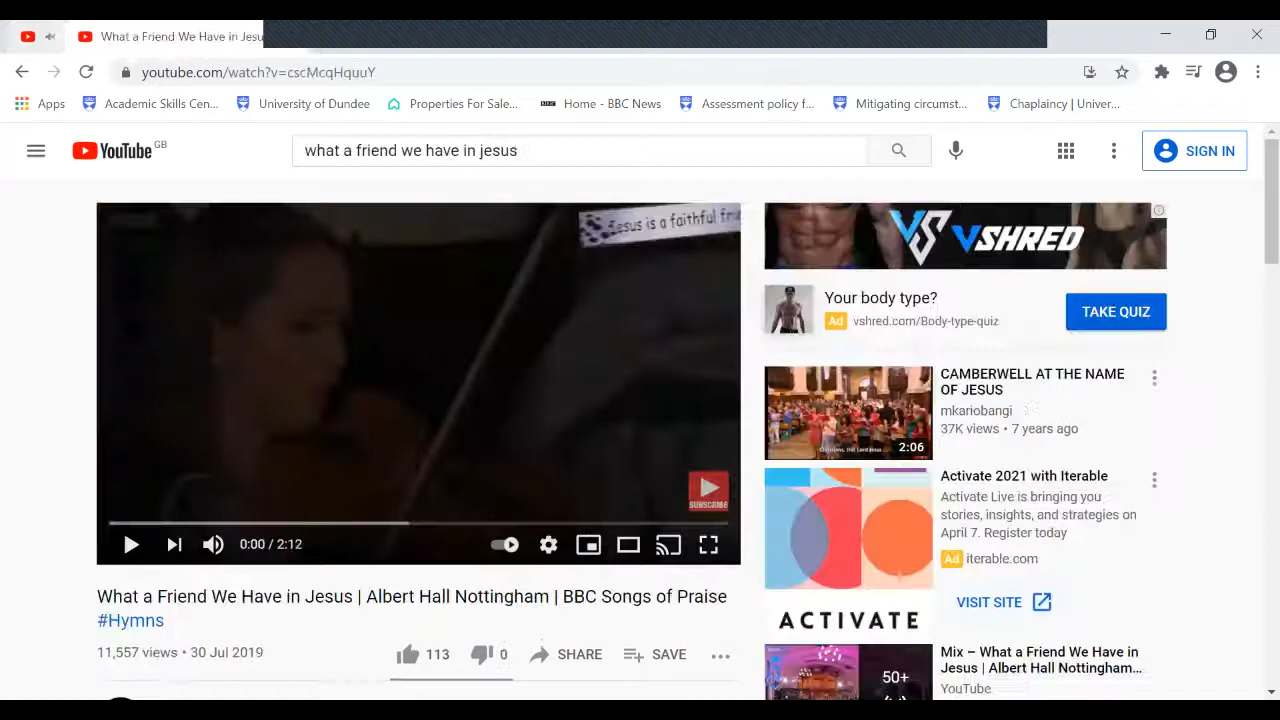 What a Friend We Have in Jesu
youtube.com/watch?v=cscMcqHquuY
Apps
Academic Skills Cen...
University of Dundee
Properties For Sale...
BBC
Home - BBC News
Assessment policy f...
Mitigating circumst...
Chaplaincy | Univer...
YouTube GB
what a friend we have in jesus
SIGN IN
Jesus is a faithful frie
SUBSCRIBE
0:00 / 2:12
What a Friend We Have in Jesus | Albert Hall Nottingham | BBC Songs of Praise
#Hymns
11,557 views • 30 Jul 2019
113
0
SHARE
SAVE
VS VSHRED
Your body type?
Ad vshred.com/Body-type-quiz
TAKE QUIZ
2:06
CAMBERWELL AT THE NAME
OF JESUS
mkariobangi
37K views • 7 years ago
ACTIVATE
Activate 2021 with Iterable
Activate Live is bringing you
stories, insights, and strategies on
April 7. Register today
Ad iterable.com
VISIT SITE
50+
Mix – What a Friend We Have in
Jesus | Albert Hall Nottingham...
YouTube